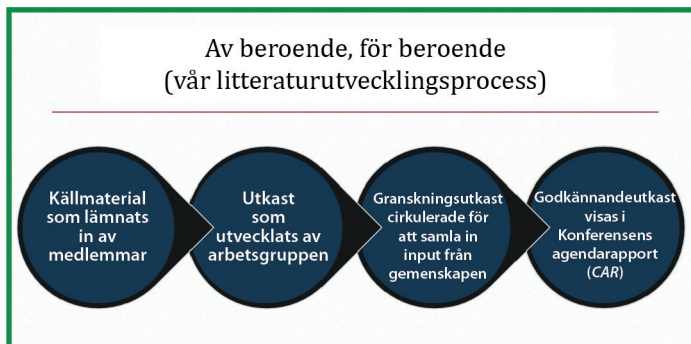 Av beroende, för beroende
(vår litteraturutvecklingsprocess)
Källmaterial
som lämnats
in av
medlemmar
Utkast
som
utvecklats av
arbetsgruppen
Granskningsutkast
cirkulerade för
att samla in
input från
gemenskapen
Godkännandeutkast
visas i
Konferensens
agendarapport
(CAR)